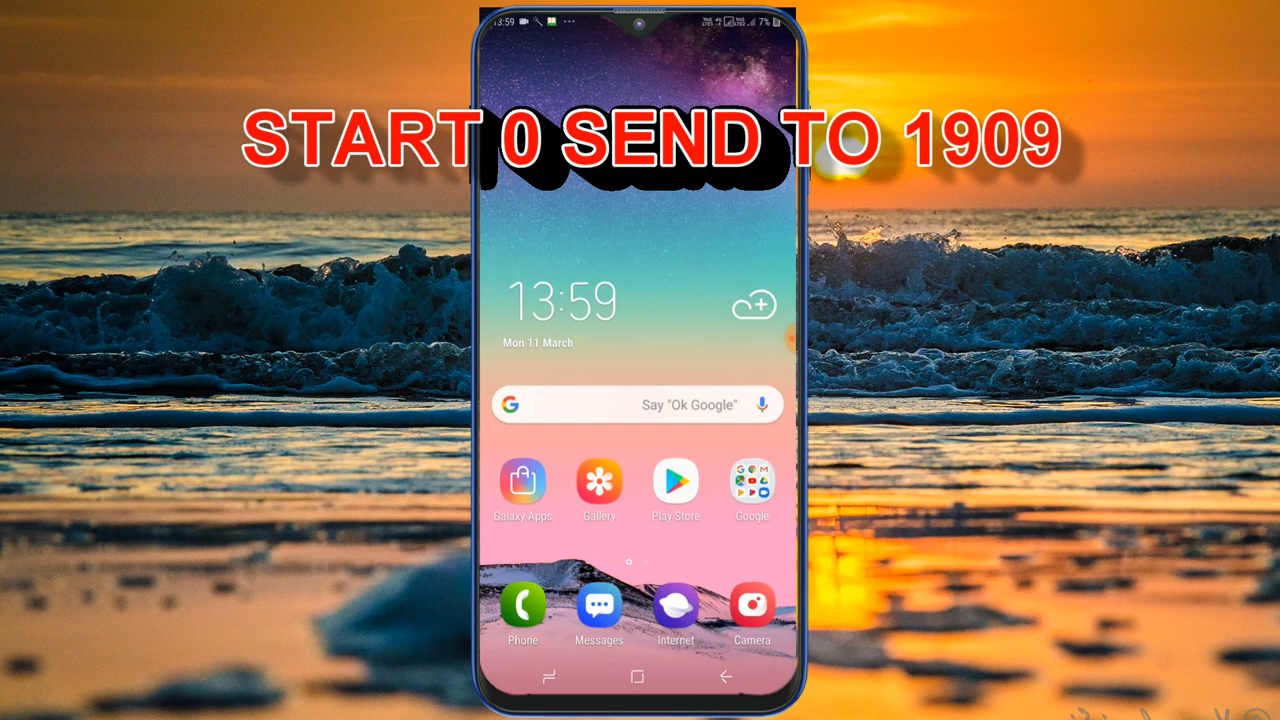 13:59
7%
START 0 SEND TO 1909
13:59
Mon 11 March
Say "Ok Google"
Galaxy Apps
Gallery
Play Store
Google
Phone
Messages
Internet
Camera